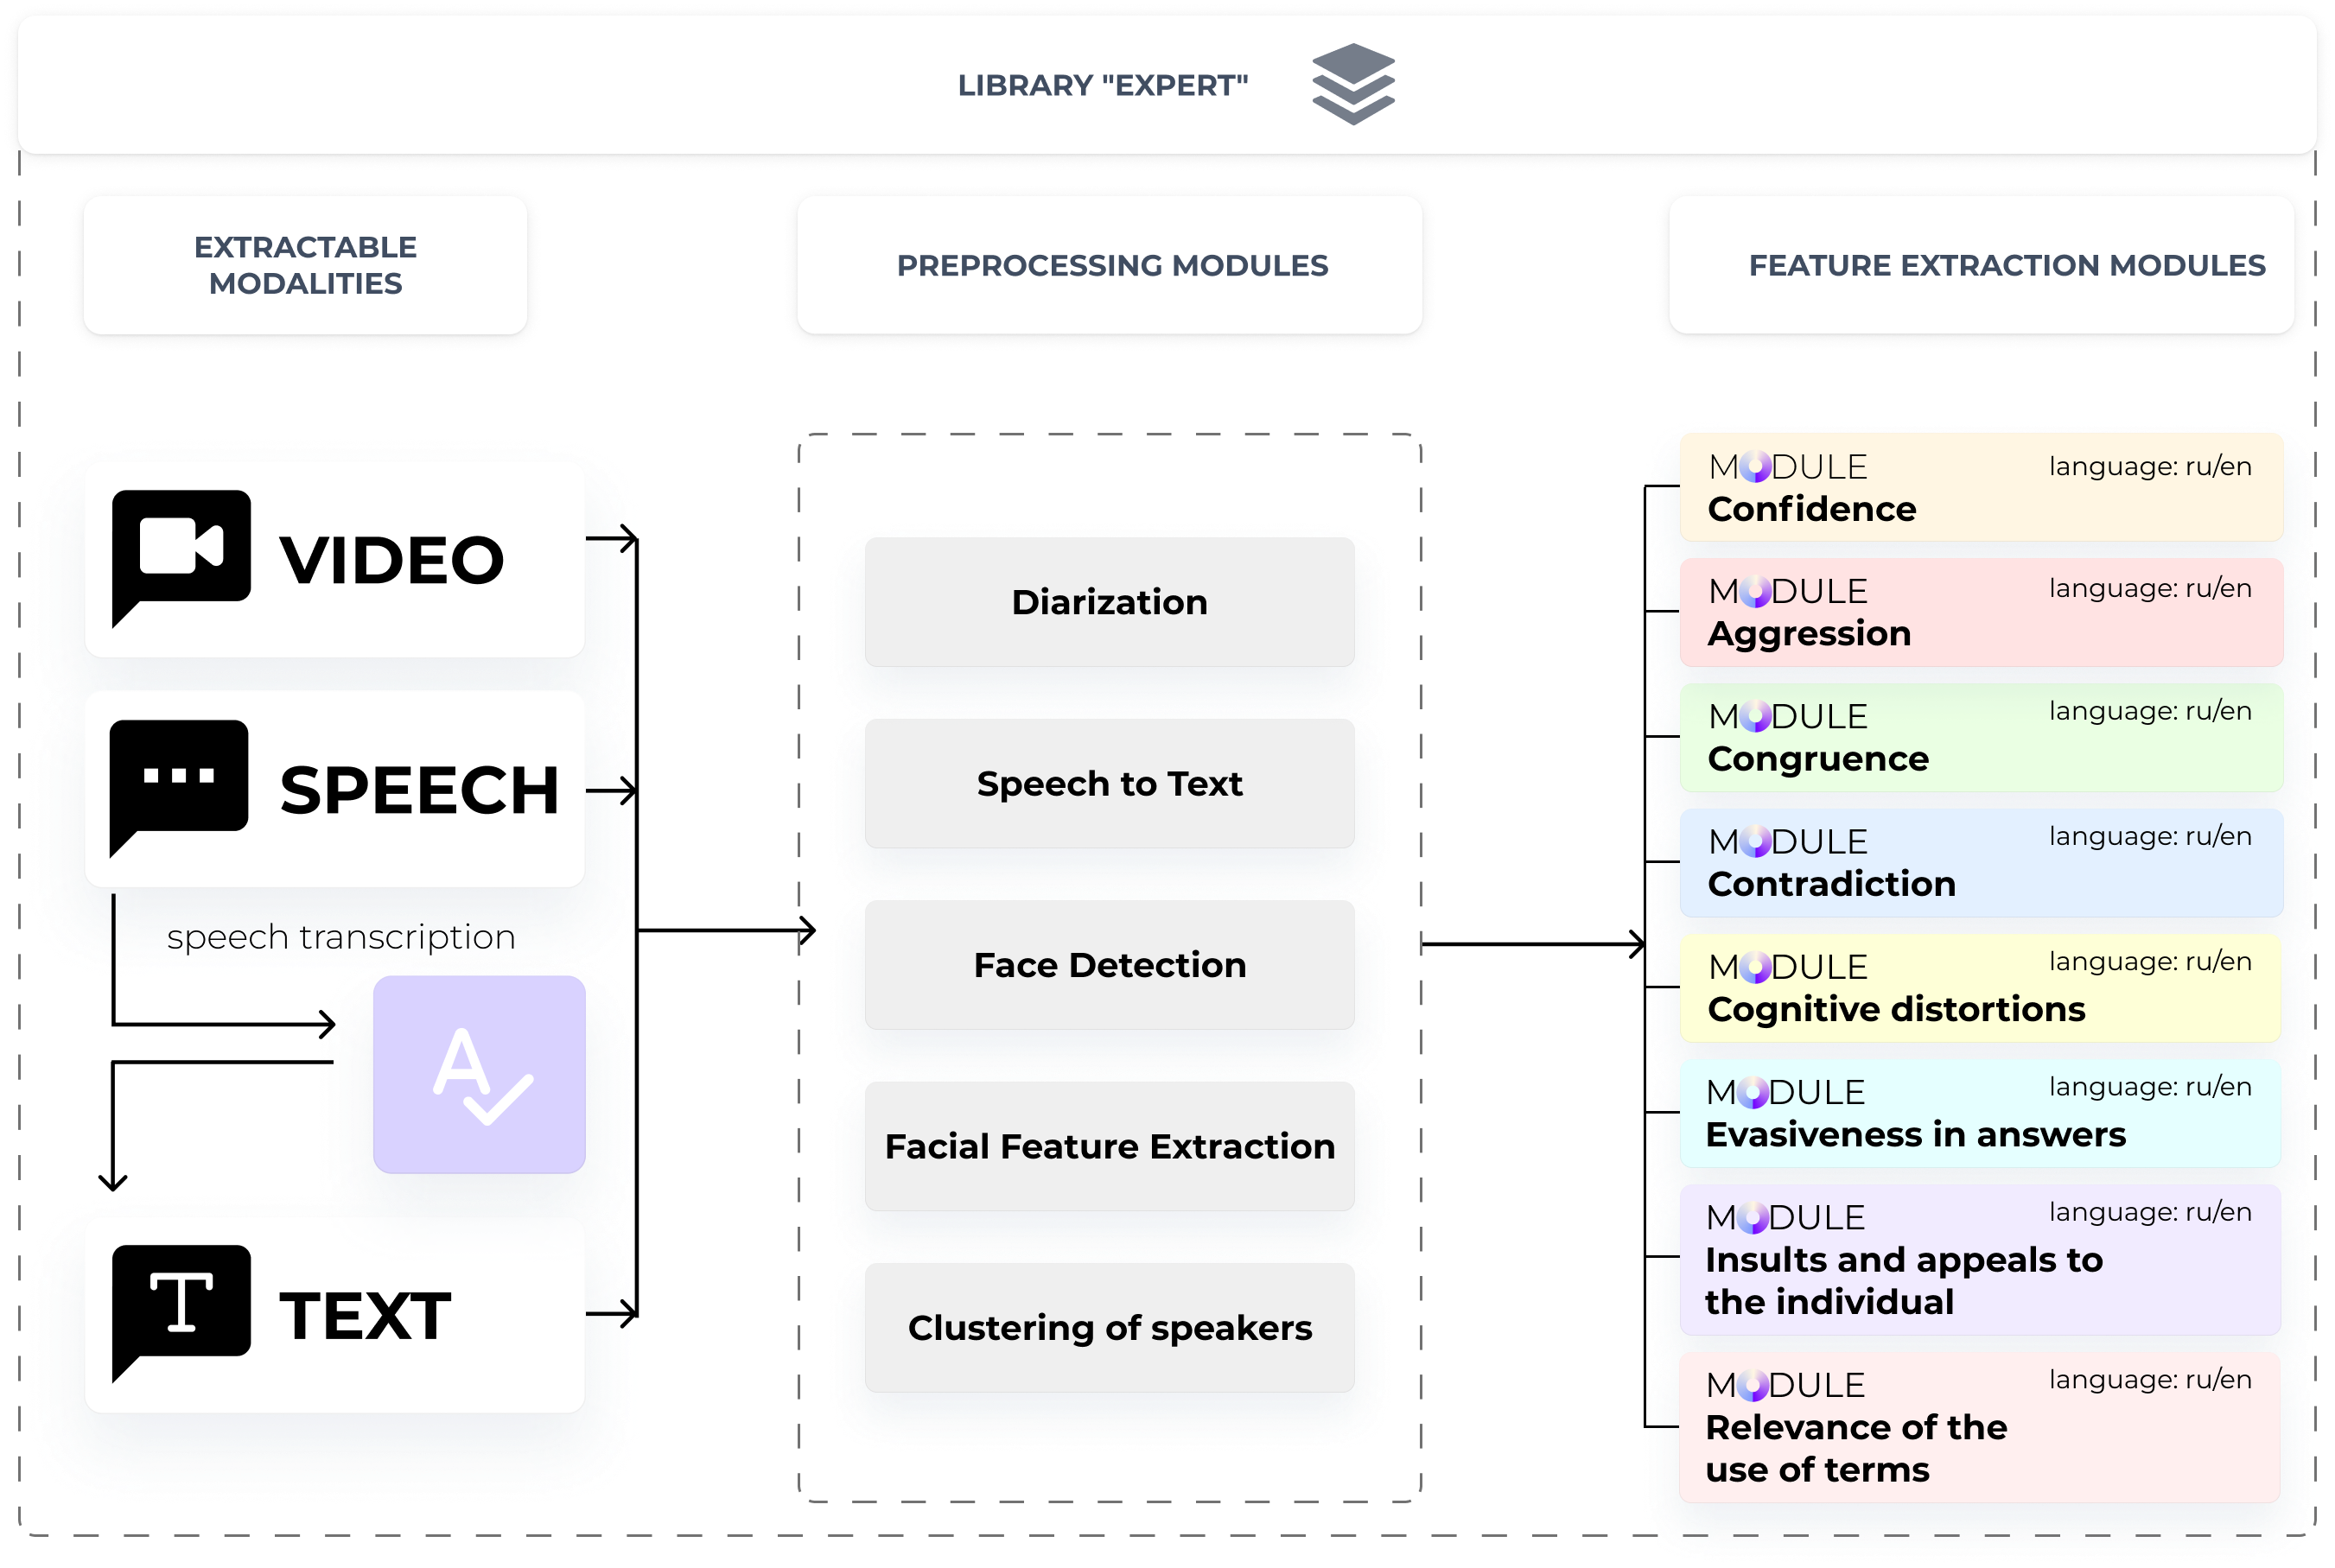 LIBRARY "EXPERT"
EXTRACTABLE
MODALITIES
VIDEO
SPEECH
speech transcription
A
T
TEXT
PREPROCESSING MODULES
Diarization
Speech to Text
Face Detection
Facial Feature Extraction
Clustering of speakers
FEATURE EXTRACTION MODULES
MODULE language: ru/en
Confidence
MODULE language: ru/en
Aggression
MODULE language: ru/en
Congruence
MODULE language: ru/en
Contradiction
MODULE language: ru/en
Cognitive distortions
MODULE language: ru/en
Evasiveness in answers
MODULE language: ru/en
Insults and appeals to
the individual
MODULE language: ru/en
Relevance of the
use of terms